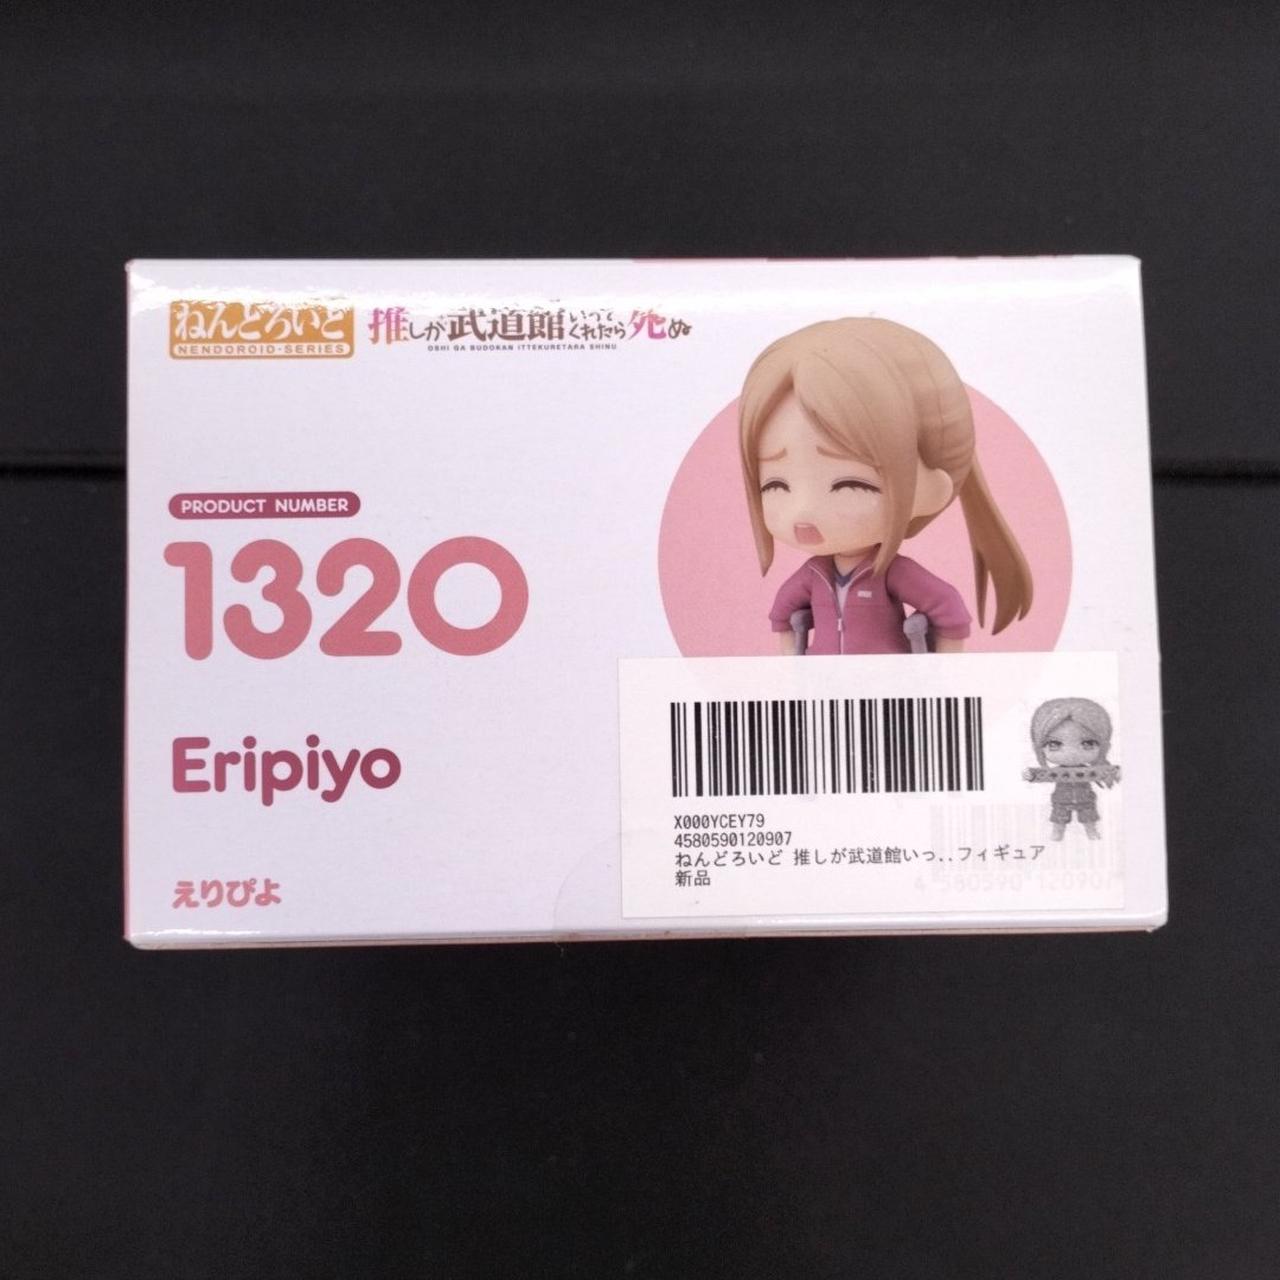 ねんどろいど
NENDOROID-SERIES
推しが武道館いってくれたら死ぬ
OSHI GA BUDOKAN ITTEKURETARA SHINU
PRODUCT NUMBER
1320
Eripiyo
えりぴよ
X000YCEY79
4580590120907
ねんどろいど 推しが武道館いっ..フィギュア
新品
4 580590 120907